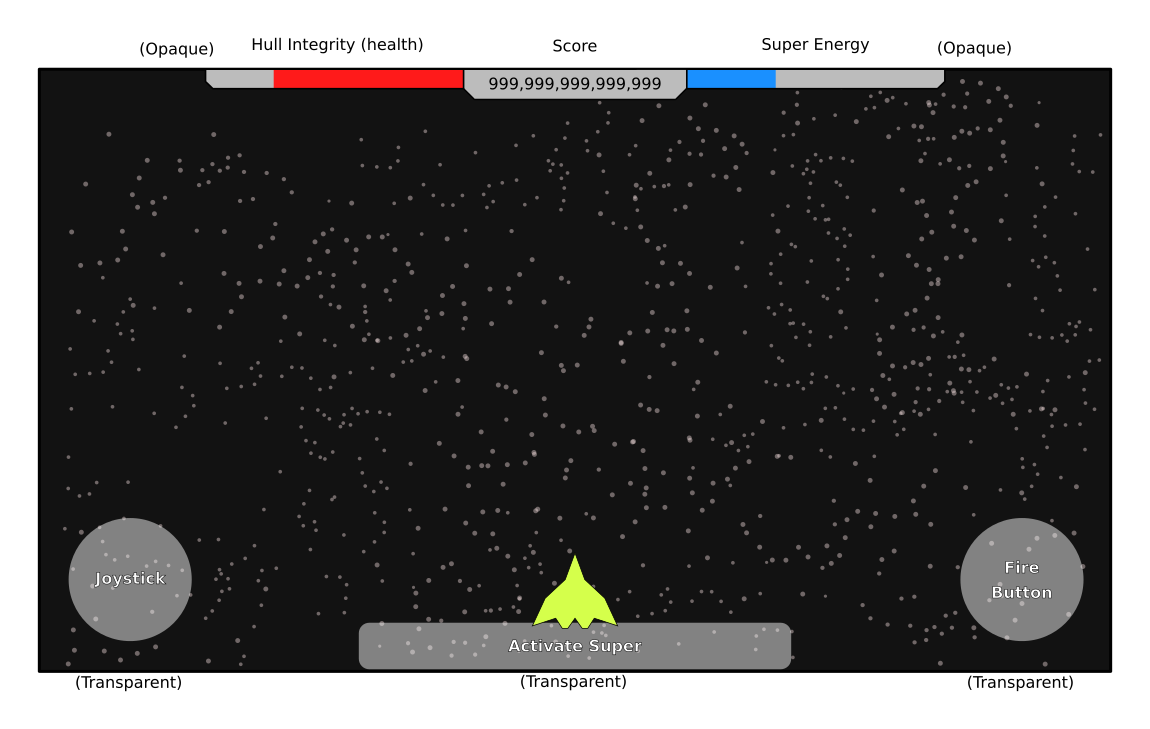 (Opaque)
Hull Integrity (health)
Score
Super Energy
(Opaque)
999,999,999,999,999
Joystick
Fire
Button
Activate Super
(Transparent)
(Transparent)
(Transparent)